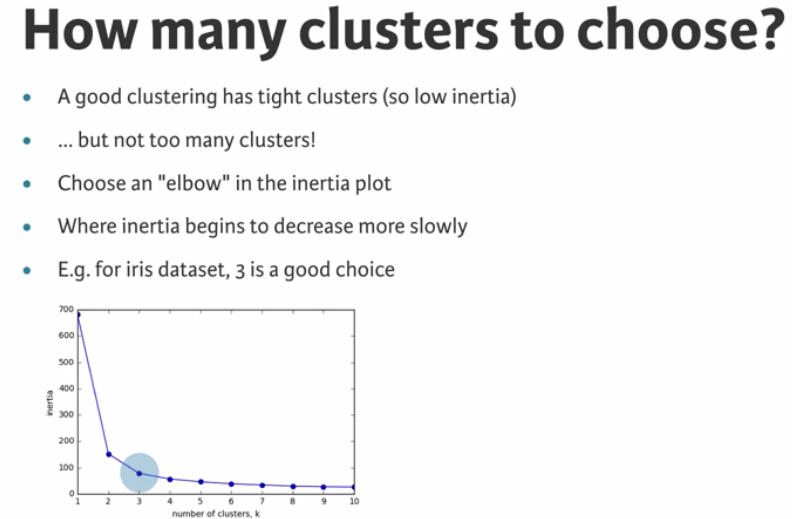 How many clusters to choose?
• A good clustering has tight clusters (so low inertia)
• ... but not too many clusters!
• Choose an "elbow" in the inertia plot
• Where inertia begins to decrease more slowly
• E.g. for iris dataset, 3 is a good choice
700
600
500
400
300
200
100
0
inertia
1 2 3 4 5 6 7 8 9 10
number of clusters, k